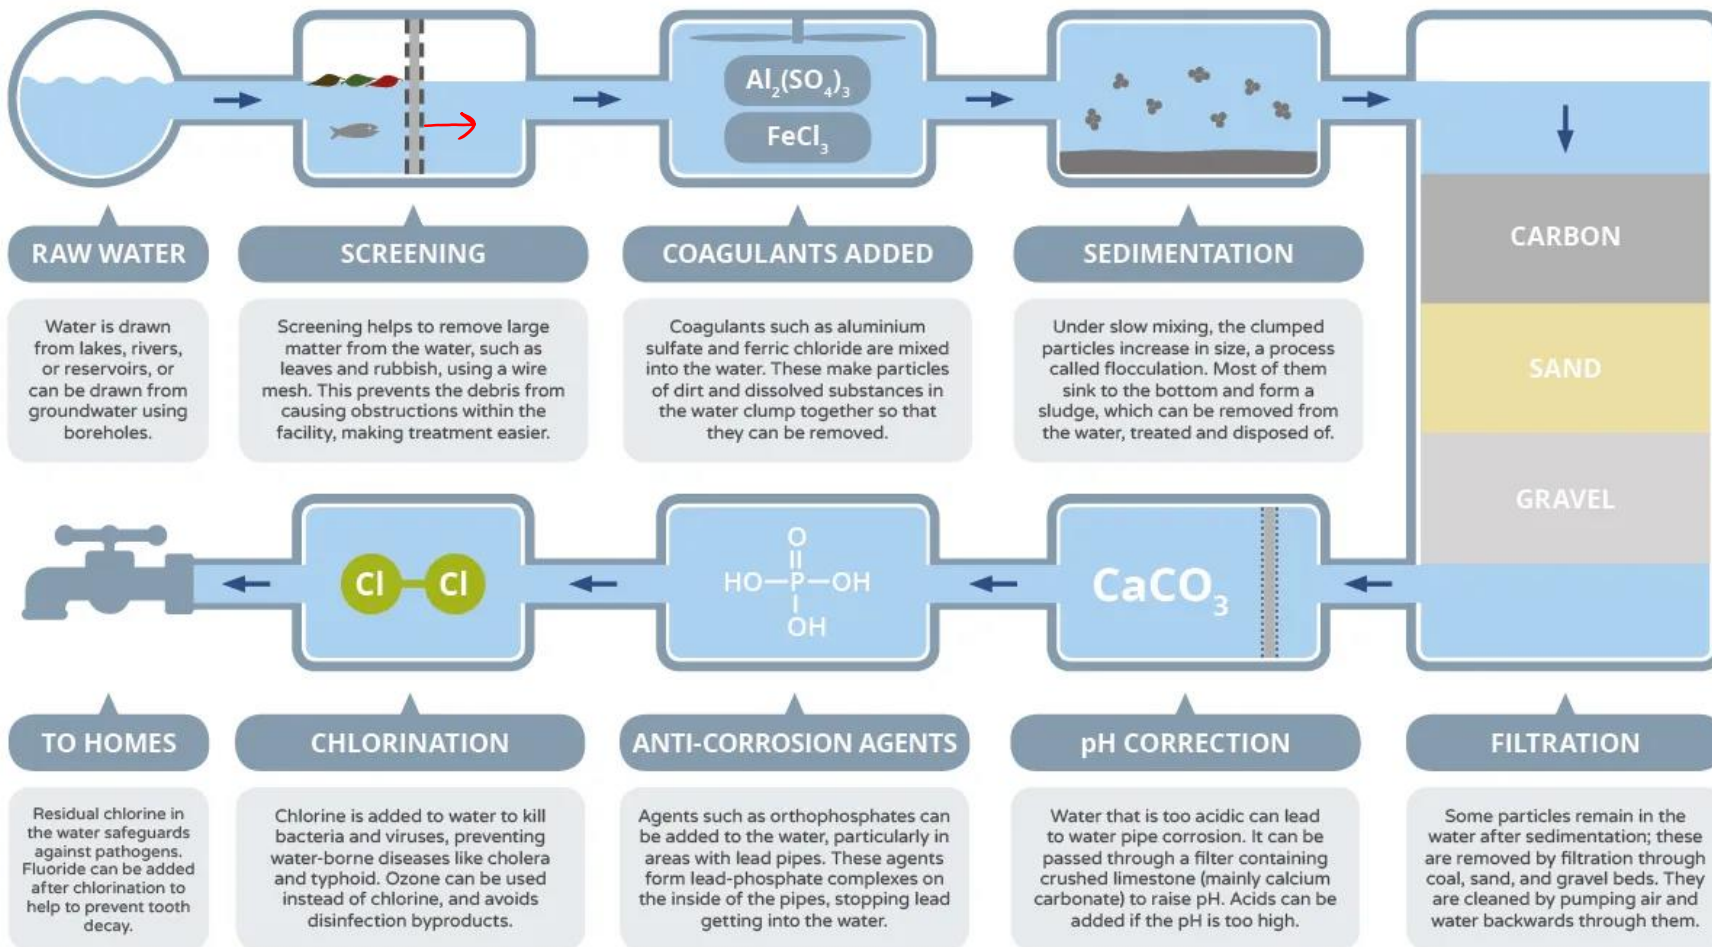 Al₂(SO₄)₃
FeCl₃
RAW WATER
Water is drawn
from lakes, rivers,
or reservoirs, or
can be drawn from
groundwater using
boreholes.
SCREENING
Screening helps to remove large
matter from the water, such as
leaves and rubbish, using a wire
mesh. This prevents the debris from
causing obstructions within the
facility, making treatment easier.
COAGULANTS ADDED
Coagulants such as aluminium
sulfate and ferric chloride are mixed
into the water. These make particles
of dirt and dissolved substances in
the water clump together so that
they can be removed.
SEDIMENTATION
Under slow mixing, the clumped
particles increase in size, a process
called flocculation. Most of them
sink to the bottom and form a
sludge, which can be removed from
the water, treated and disposed of.
CARBON
SAND
GRAVEL
Cl Cl
O
HO P OH
OH
CaCO₃
TO HOMES
Residual chlorine in
the water safeguards
against pathogens.
Fluoride can be added
after chlorination to
help to prevent tooth
decay.
CHLORINATION
Chlorine is added to water to kill
bacteria and viruses, preventing
water-borne diseases like cholera
and typhoid. Ozone can be used
instead of chlorine, and avoids
disinfection byproducts.
ANTI-CORROSION AGENTS
Agents such as orthophosphates can
be added to the water, particularly in
areas with lead pipes. These agents
form lead-phosphate complexes on
the inside of the pipes, stopping lead
getting into the water.
pH CORRECTION
Water that is too acidic can lead
to water pipe corrosion. It can be
passed through a filter containing
crushed limestone (mainly calcium
carbonate) to raise pH. Acids can be
added if the pH is too high.
FILTRATION
Some particles remain in the
water after sedimentation; these
are removed by filtration through
coal, sand, and gravel beds. They
are cleaned by pumping air and
water backwards through them.